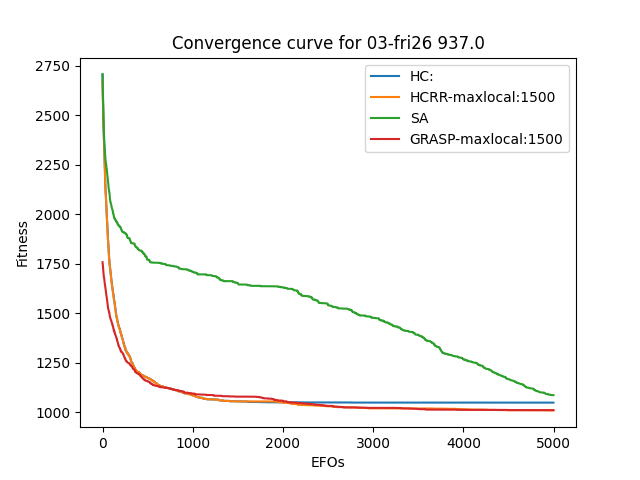 Convergence curve for 03-fri26 937.0
HC:
HCRR-maxlocal:1500
SA
GRASP-maxlocal:1500
Fitness
2750
2500
2250
2000
1750
1500
1250
1000
0 1000 2000 3000 4000 5000
EFOs